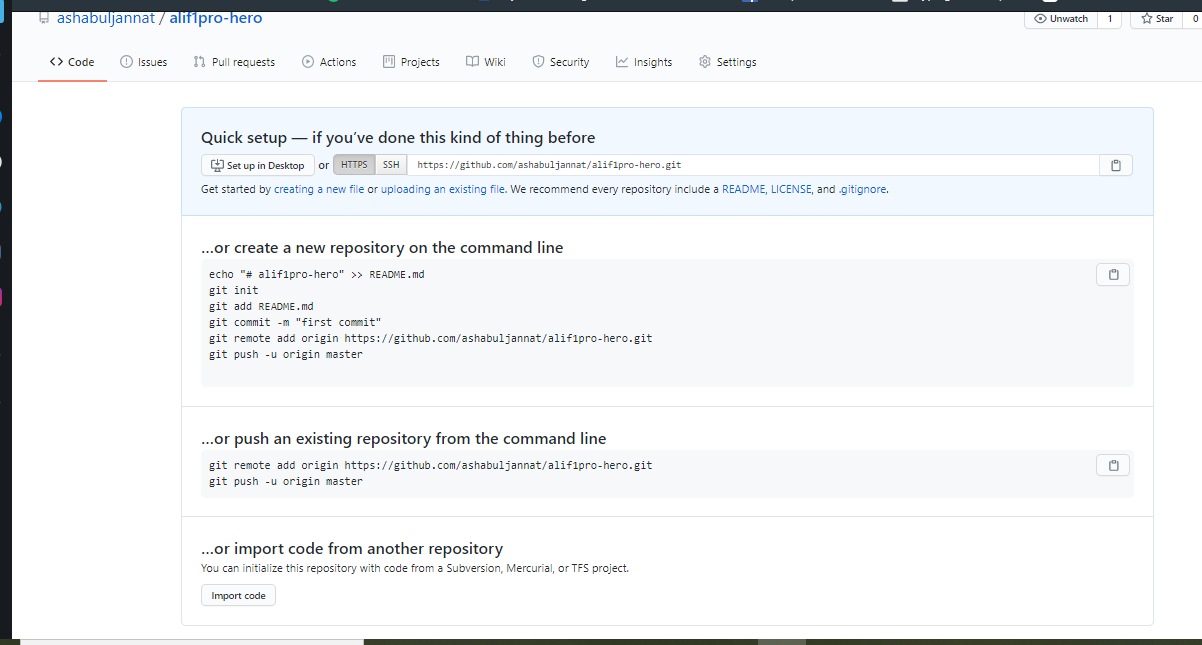 ashabuljannat / alif1pro-hero
Unwatch 1 Star 0
Code Issues Pull requests Actions Projects Wiki Security Insights Settings
Quick setup — if you’ve done this kind of thing before
Set up in Desktop or HTTPS SSH https://github.com/ashabuljannat/alif1pro-hero.git
Get started by creating a new file or uploading an existing file. We recommend every repository include a README, LICENSE, and .gitignore.
…or create a new repository on the command line
echo "# alif1pro-hero" >> README.md
git init
git add README.md
git commit -m "first commit"
git remote add origin https://github.com/ashabuljannat/alif1pro-hero.git
git push -u origin master
…or push an existing repository from the command line
git remote add origin https://github.com/ashabuljannat/alif1pro-hero.git
git push -u origin master
…or import code from another repository
You can initialize this repository with code from a Subversion, Mercurial, or TFS project.
Import code